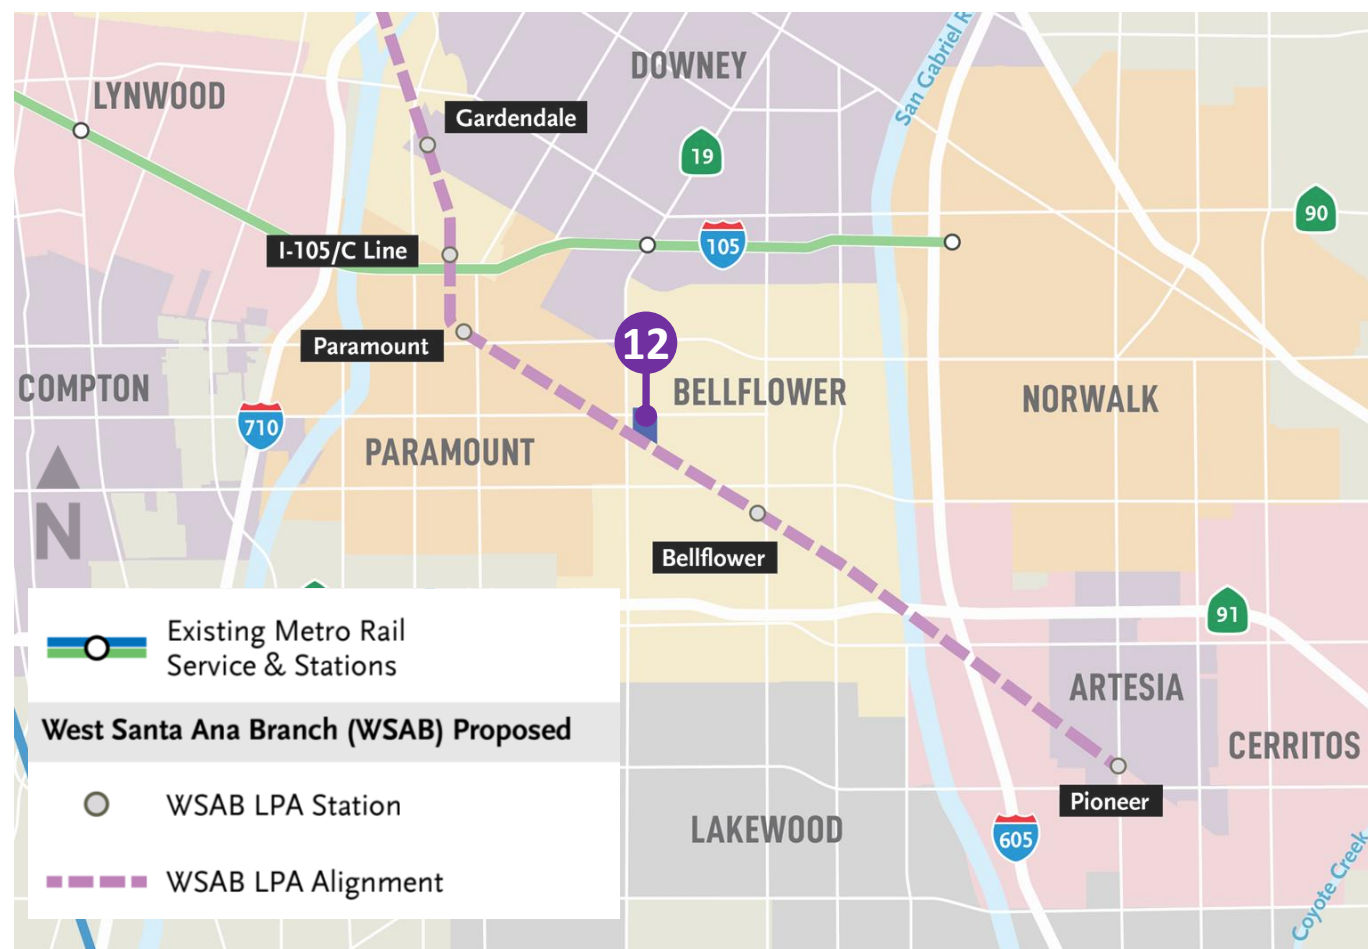 DOWNEY
LYNWOOD
San Gabriel R
Gardendale
19
90
I-105/C Line
105
Paramount
12
COMPTON
BELLFLOWER
NORWALK
710
PARAMOUNT
N
Bellflower
91
Existing Metro Rail
Service & Stations
ARTESIA
West Santa Ana Branch (WSAB) Proposed
CERRITOS
WSAB LPA Station
Pioneer
LAKEWOOD
605
WSAB LPA Alignment
Coyote Creek